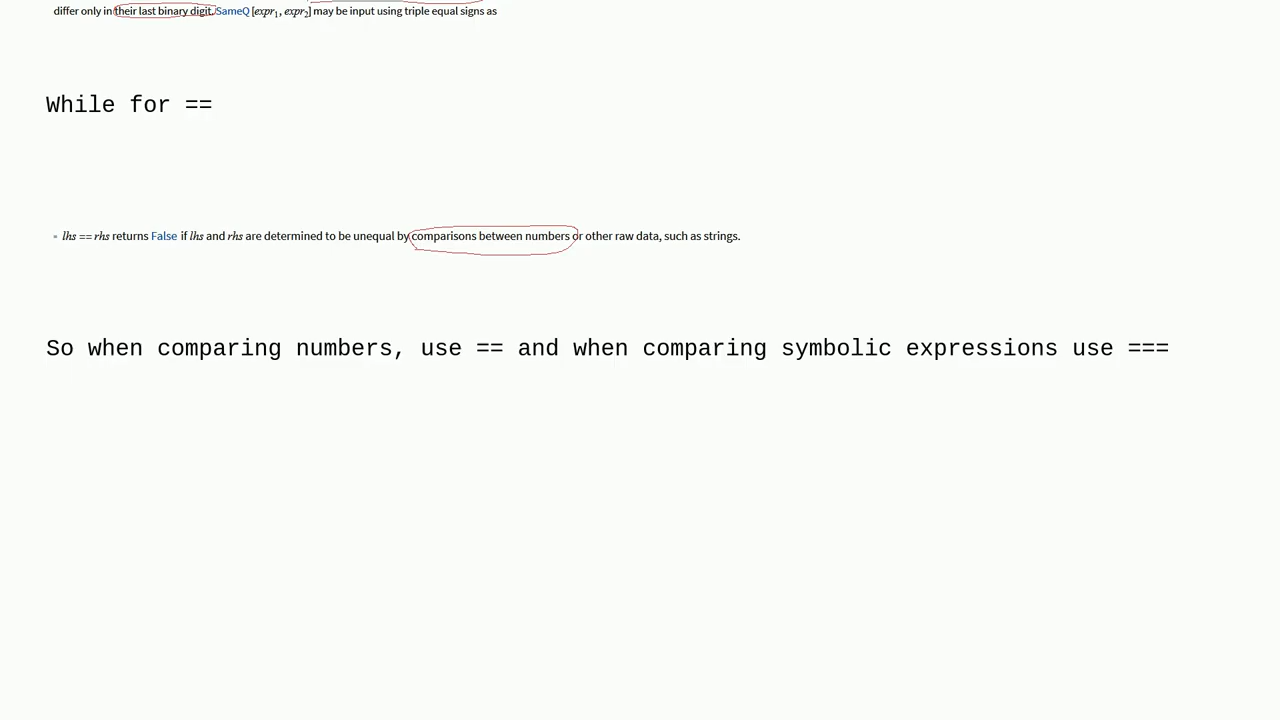 differ only in their last binary digit. SameQ[expr1, expr2] may be input using triple equal signs as
While for ==
▪ lhs == rhs returns False if lhs and rhs are determined to be unequal by comparisons between numbers or other raw data, such as strings.
So when comparing numbers, use == and when comparing symbolic expressions use ===